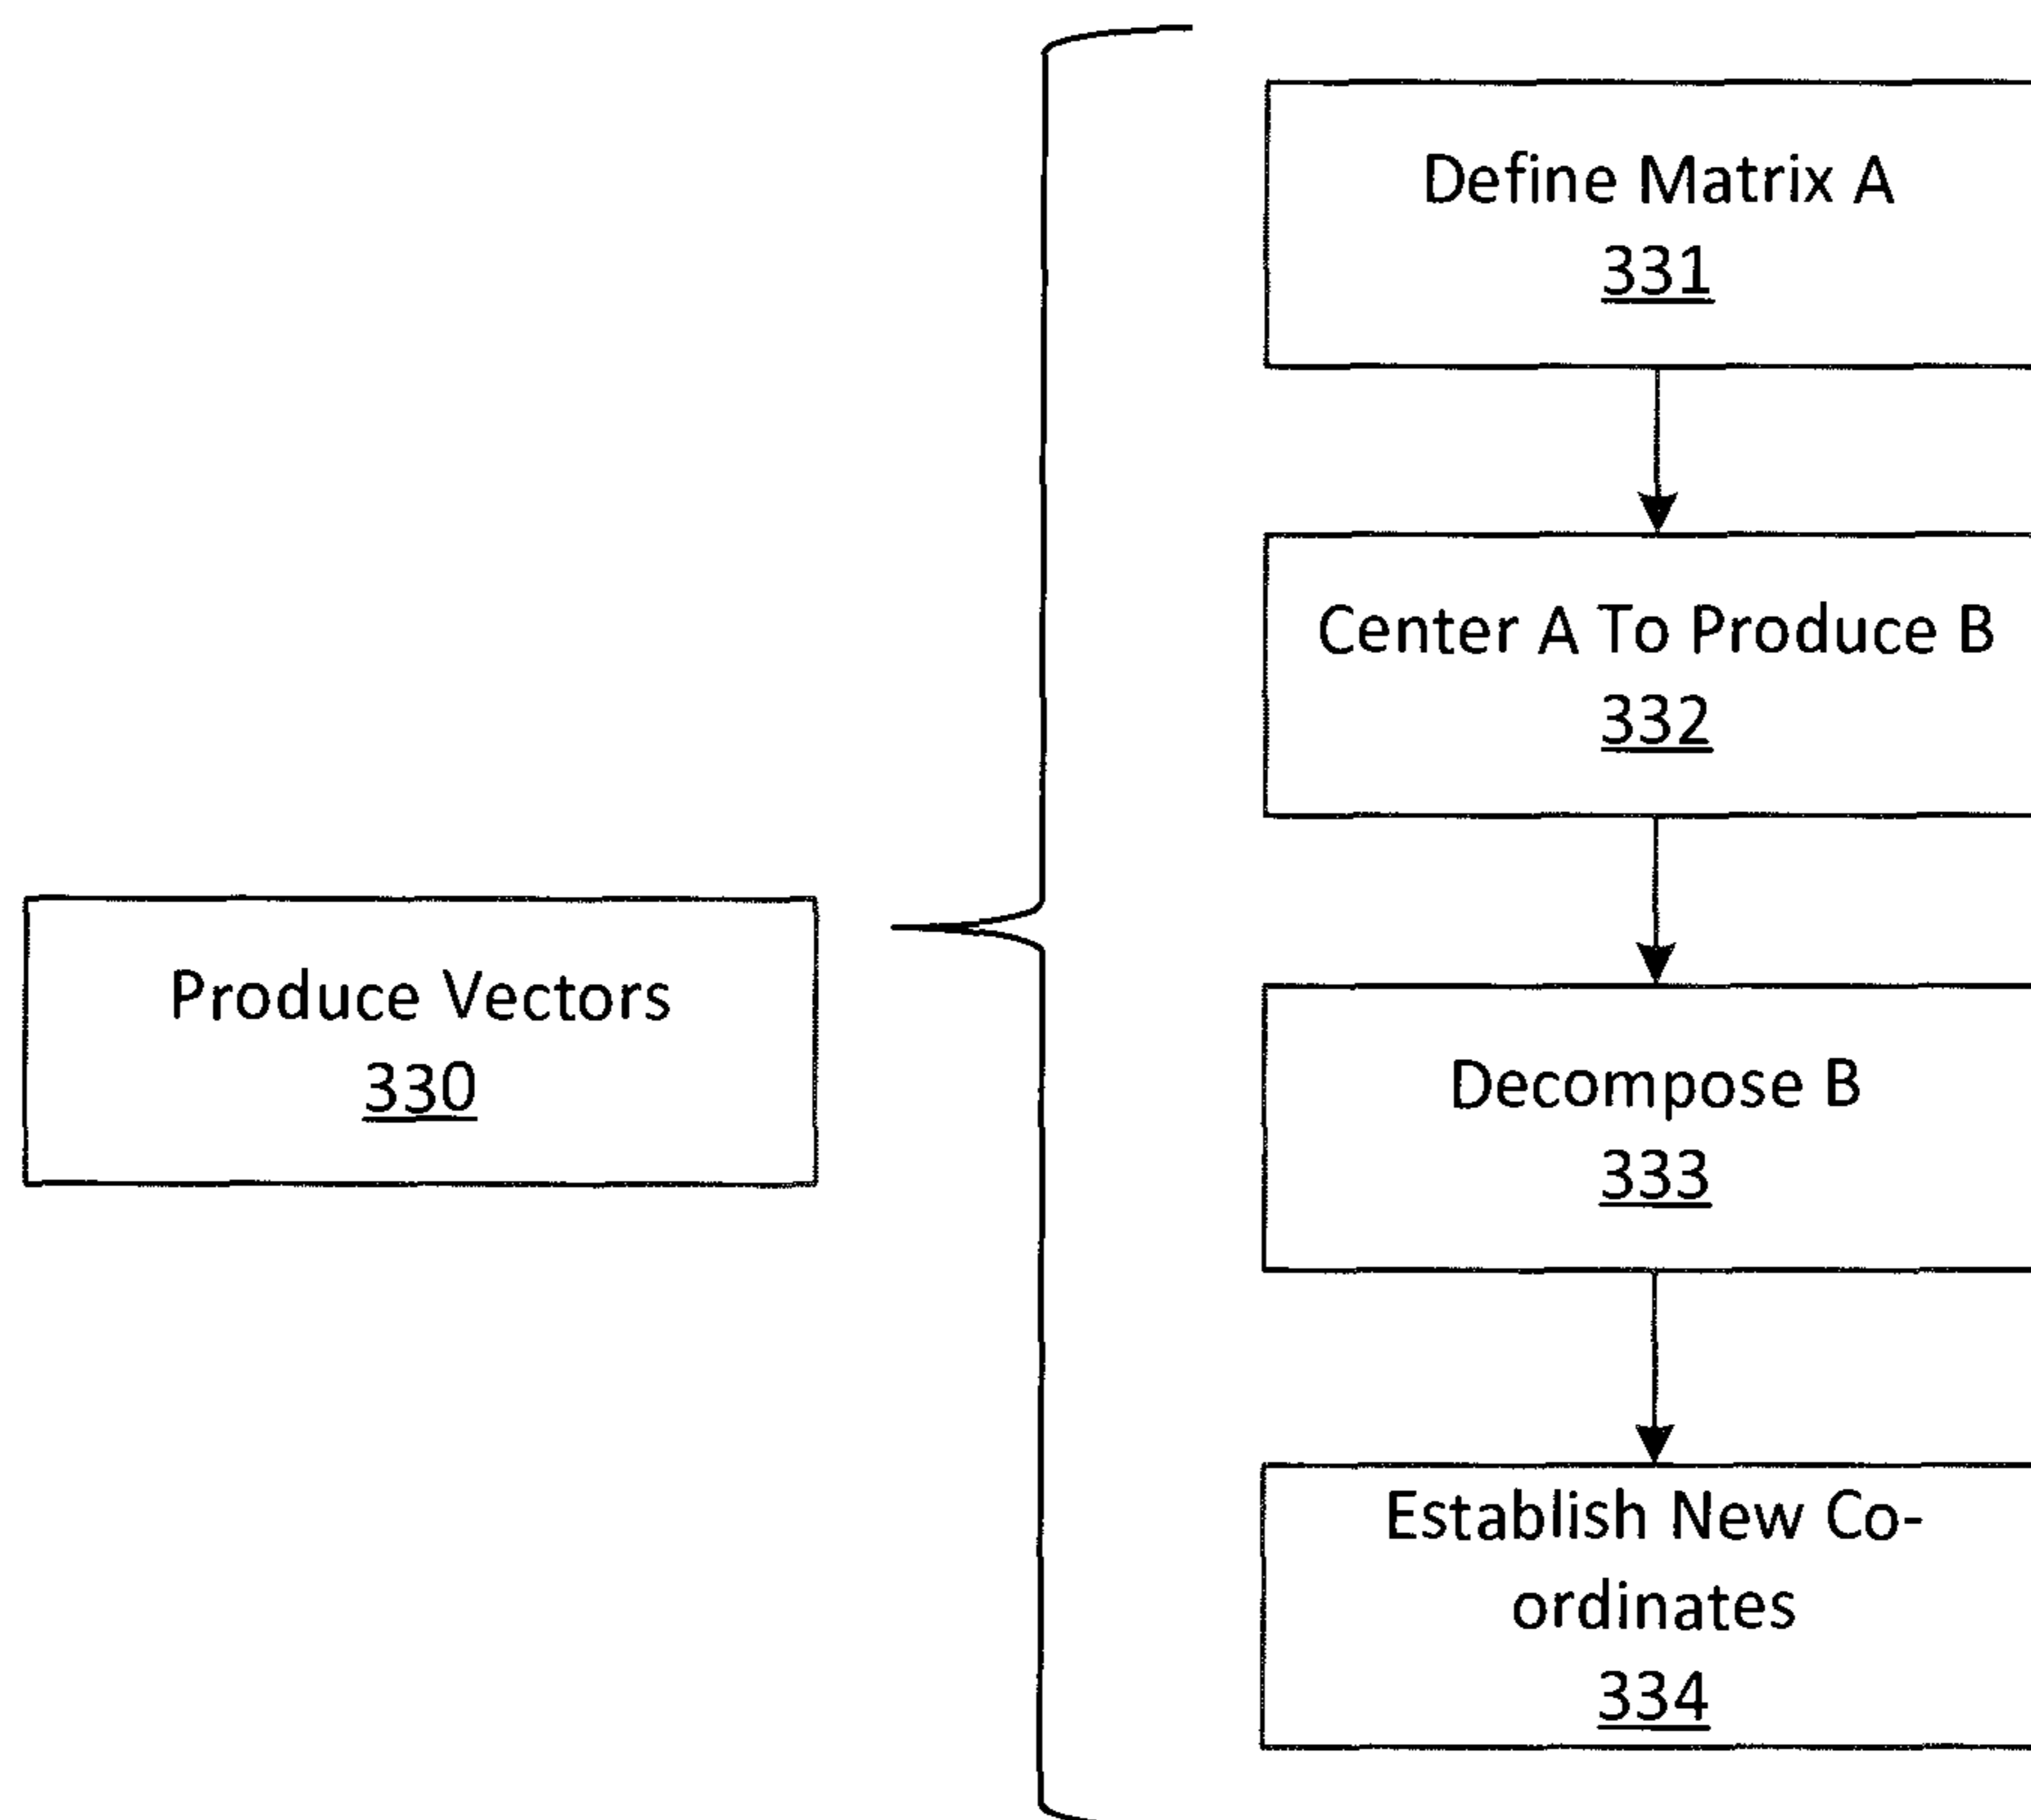 Define Matrix A
331
Center A To Produce B
332
Produce Vectors
330
Decompose B
333
Establish New Co-
ordinates
334